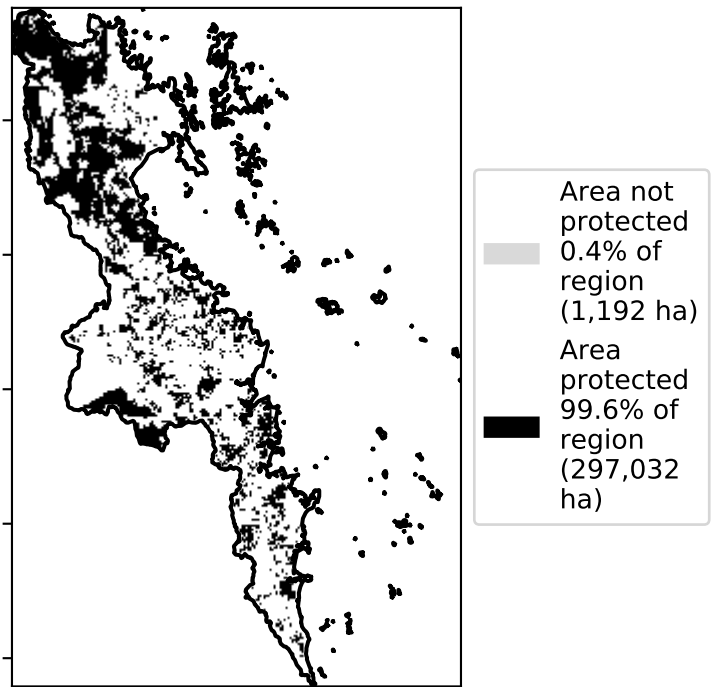 Area not
protected
0.4% of
region
(1,192 ha)
Area
protected
99.6% of
region
(297,032
ha)